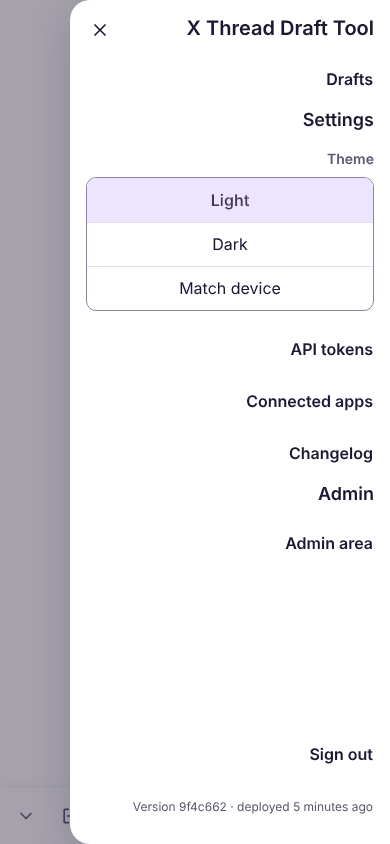 X Thread Draft Tool
Drafts
Settings
Theme
Light
Dark
Match device
API tokens
Connected apps
Changelog
Admin
Admin area
Sign out
Version 9f4c662 · deployed 5 minutes ago